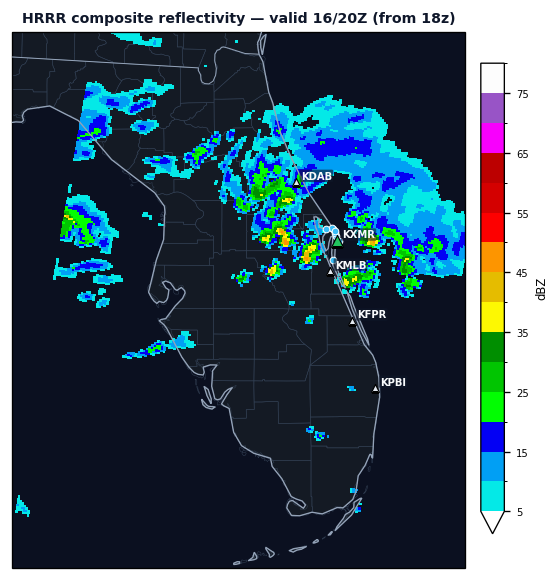 HRRR composite reflectivity — valid 16/20Z (from 18z)
75
65
55
45
35
25
15
5
dBZ
KDAB
KXMR
KMLB
KFPR
KPBI